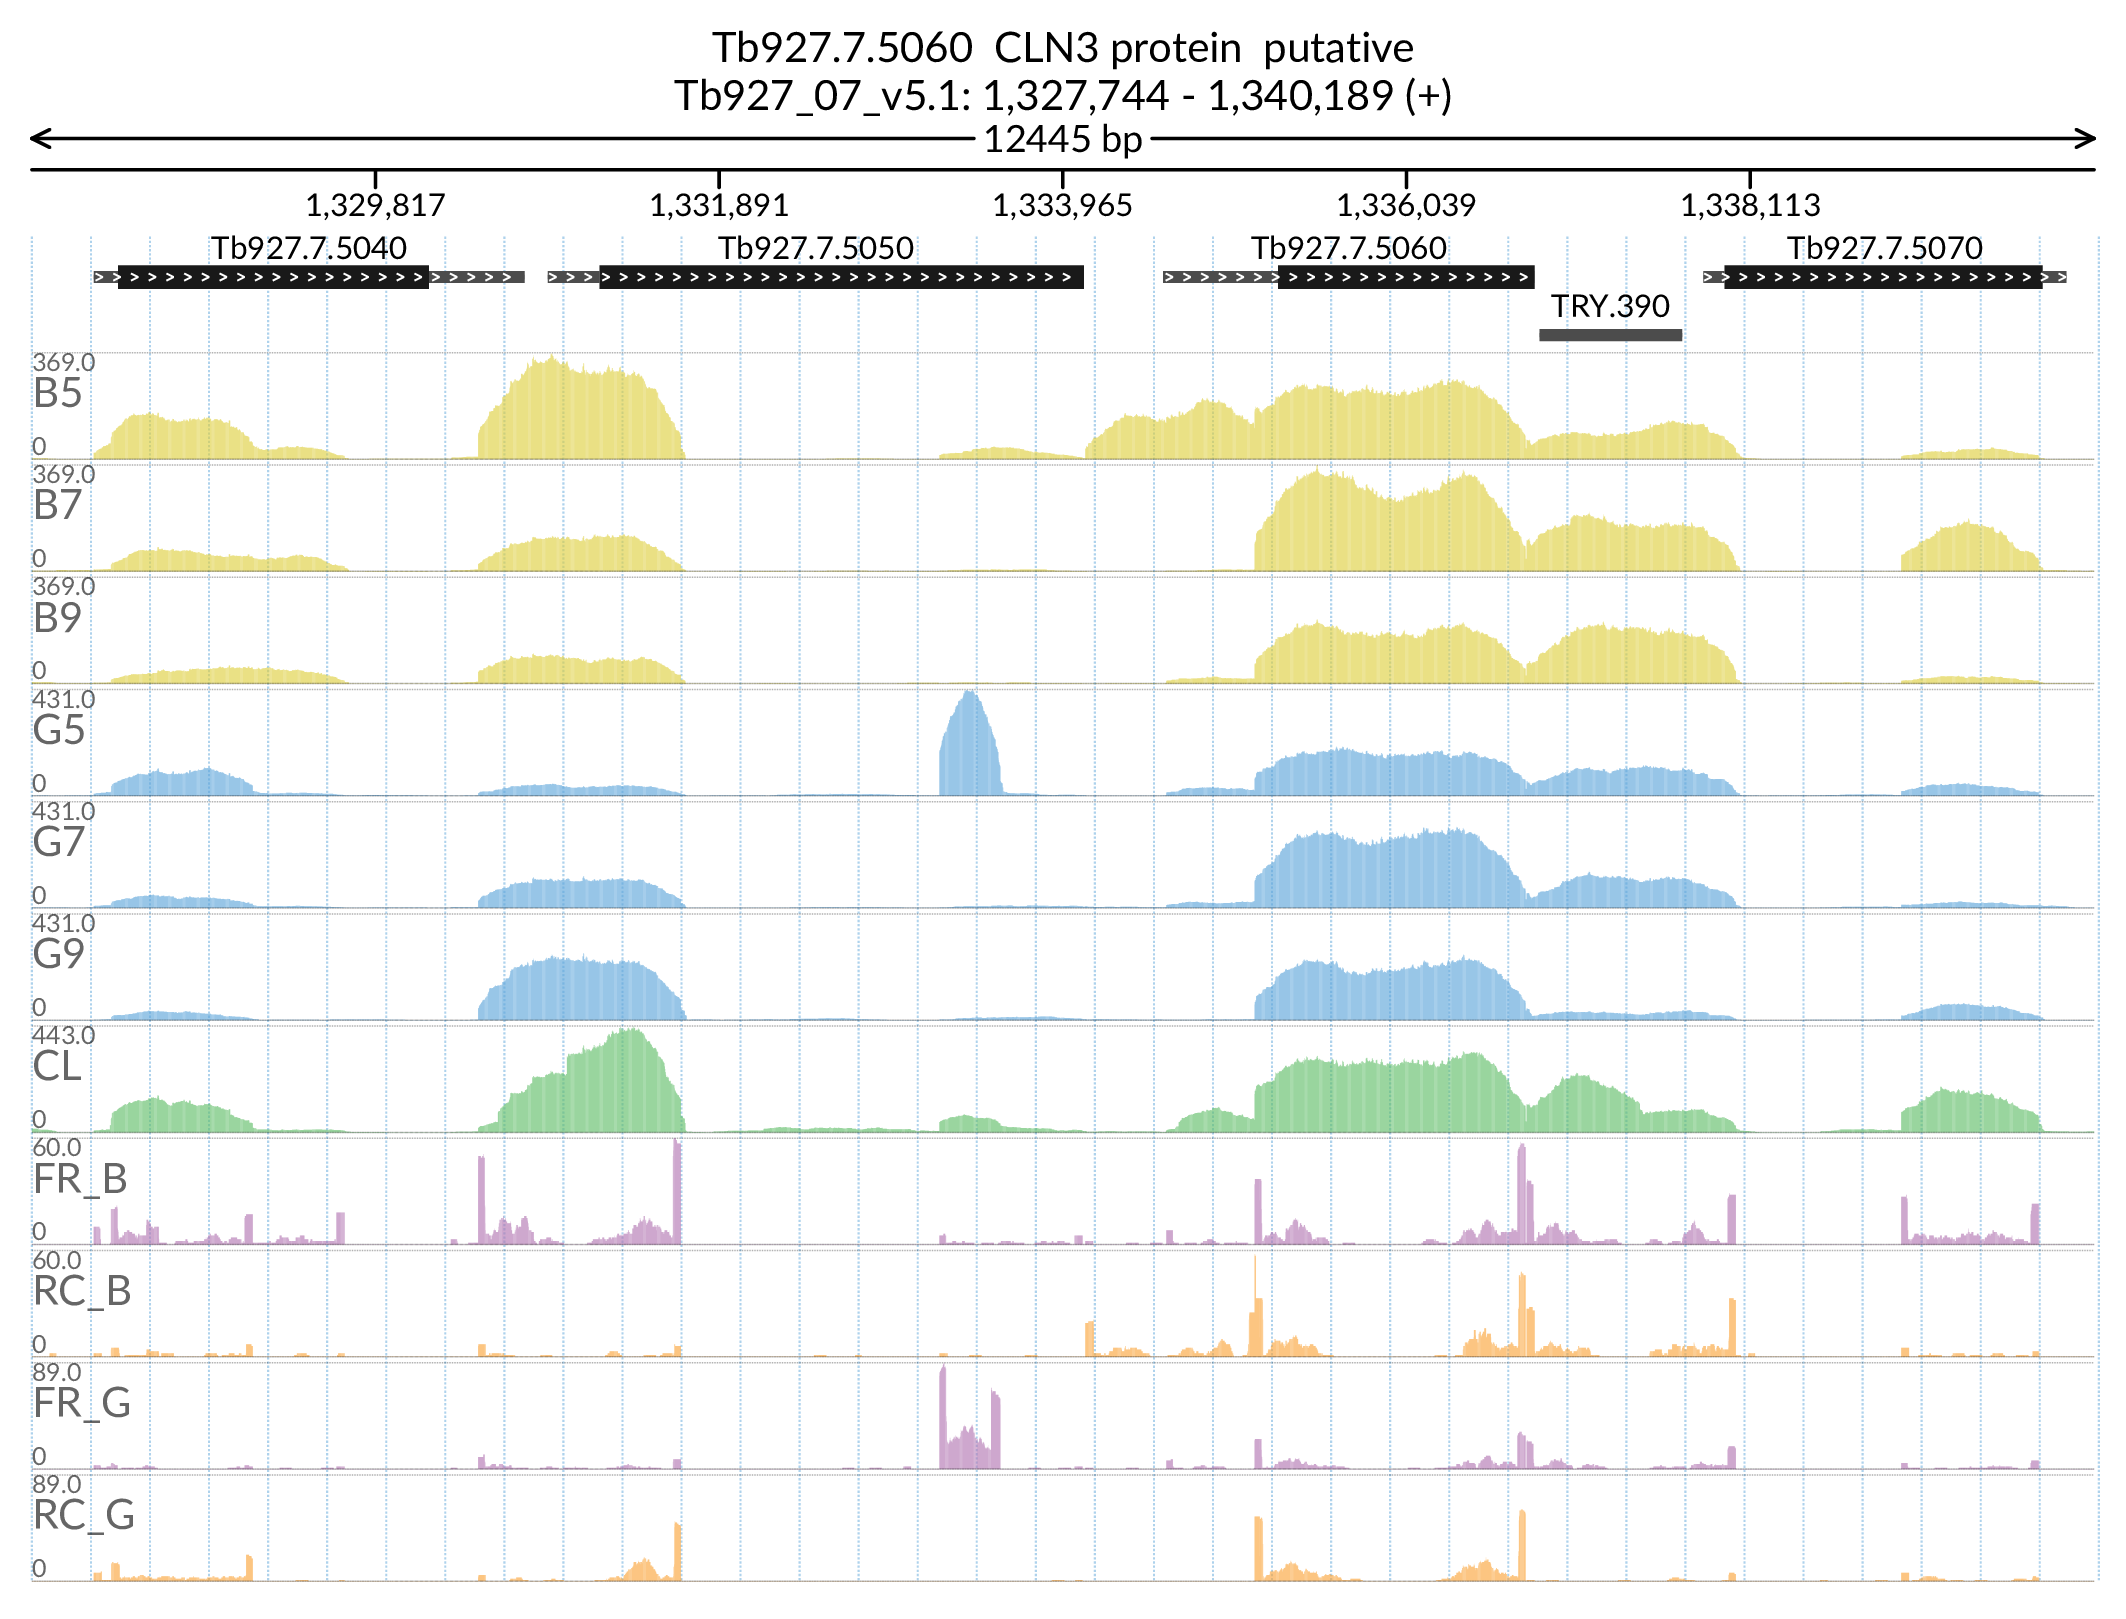 Tb927.7.5060  CLN3 protein  putative
Tb927_07_v5.1: 1,327,744 - 1,340,189 (+)
12445 bp
1,329,817 1,331,891 1,333,965 1,336,039 1,338,113
Tb927.7.5040 Tb927.7.5050 Tb927.7.5060 Tb927.7.5070
TRY.390
369.0
B5
0
369.0
B7
0
369.0
B9
0
431.0
G5
0
431.0
G7
0
431.0
G9
0
443.0
CL
0
60.0
FR_B
0
60.0
RC_B
0
89.0
FR_G
0
89.0
RC_G
0